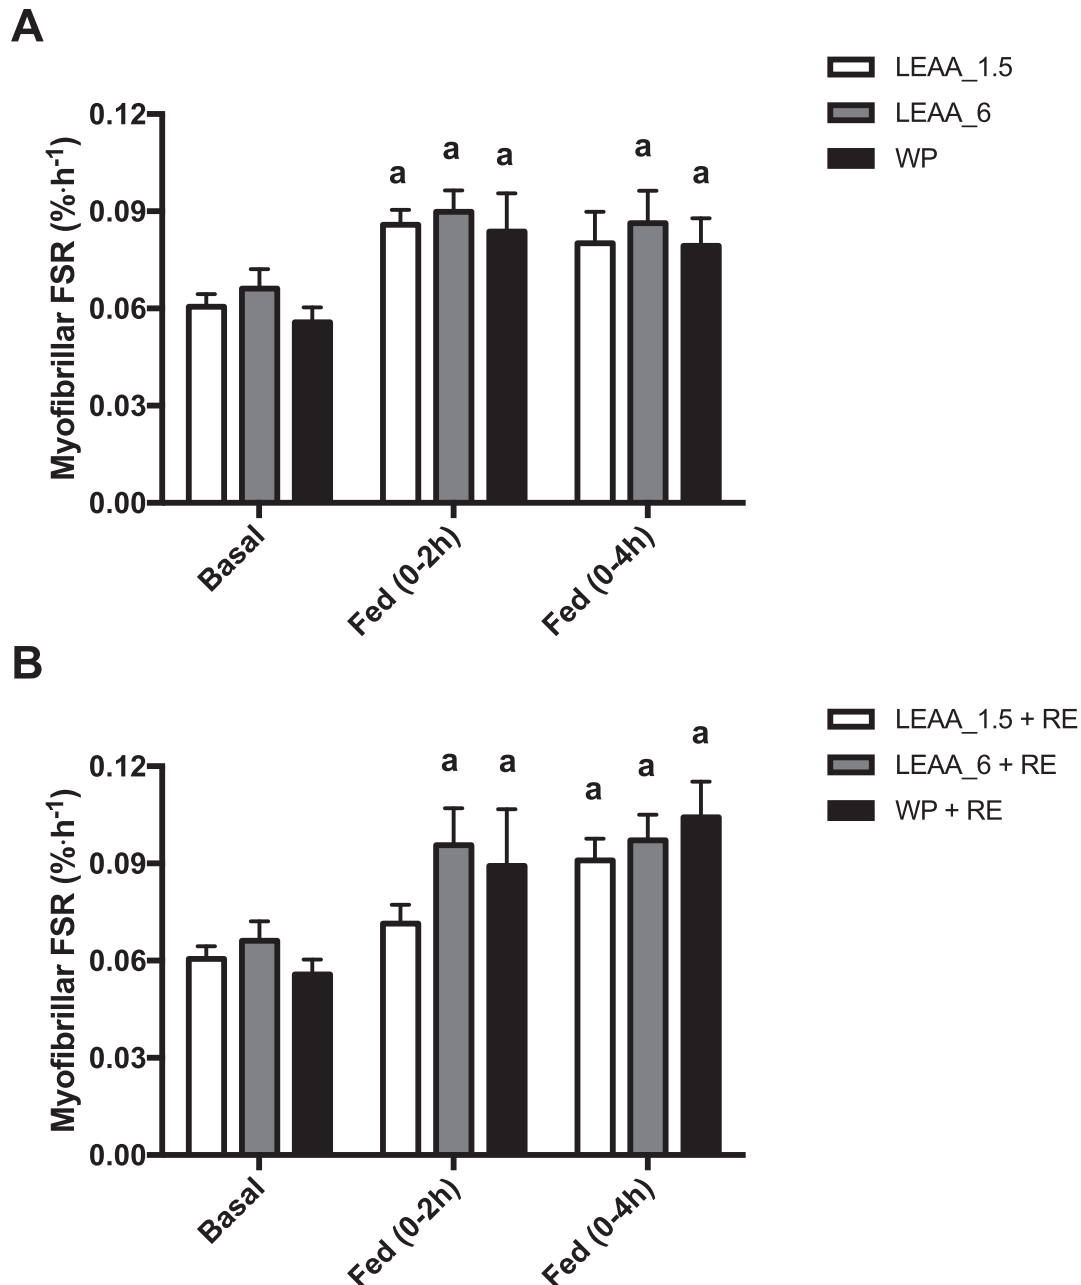 A
LEAA_1.5
LEAA_6
WP
Myofibrillar FSR (%·h-1)
0.12
0.09
0.06
0.03
0.00
a
a
a
a
a
Basal
Fed (0-2h)
Fed (0-4h)
B
LEAA_1.5 + RE
LEAA_6 + RE
WP + RE
Myofibrillar FSR (%·h-1)
0.12
0.09
0.06
0.03
0.00
a
a
a
a
a
Basal
Fed (0-2h)
Fed (0-4h)